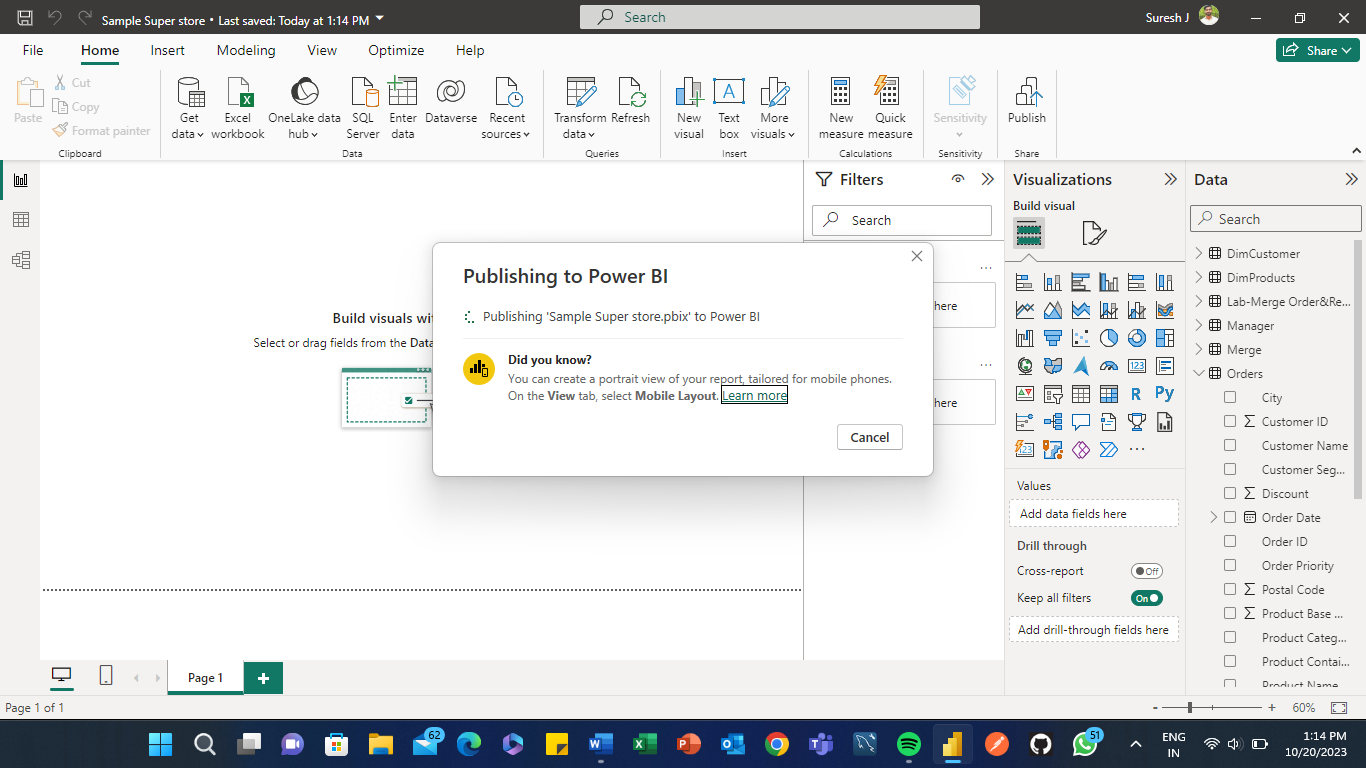 Sample Super store • Last saved: Today at 1:14 PM
Search
Suresh J
File
Home
Insert
Modeling
View
Optimize
Help
Share
Paste
Cut
Copy
Format painter
Clipboard
Get data
Excel workbook
OneLake data hub
SQL Server
Enter data
Dataverse
Recent sources
Data
Transform data
Refresh
Queries
New visual
Text box
More visuals
Insert
New measure
Quick measure
Calculations
Sensitivity
Sensitivity
Publish
Share
Build visuals wit
Select or drag fields from the Data
Publishing to Power BI
Publishing 'Sample Super store.pbix' to Power BI
Did you know?
You can create a portrait view of your report, tailored for mobile phones.
On the View tab, select Mobile Layout. Learn more
Cancel
Filters
Search
...
here
...
here
Visualizations
Build visual
123
R
Py
123
...
Values
Add data fields here
Drill through
Cross-report
Off
Keep all filters
On
Add drill-through fields here
Data
Search
DimCustomer
DimProducts
Lab-Merge Order&Re...
Manager
Merge
Orders
City
Customer ID
Customer Name
Customer Seg...
Discount
Order Date
Order ID
Order Priority
Postal Code
Product Base ...
Product Categ...
Product Contai...
Product Name
Page 1
Page 1 of 1
- + 60%
62
51
ENG
IN
1:14 PM
10/20/2023